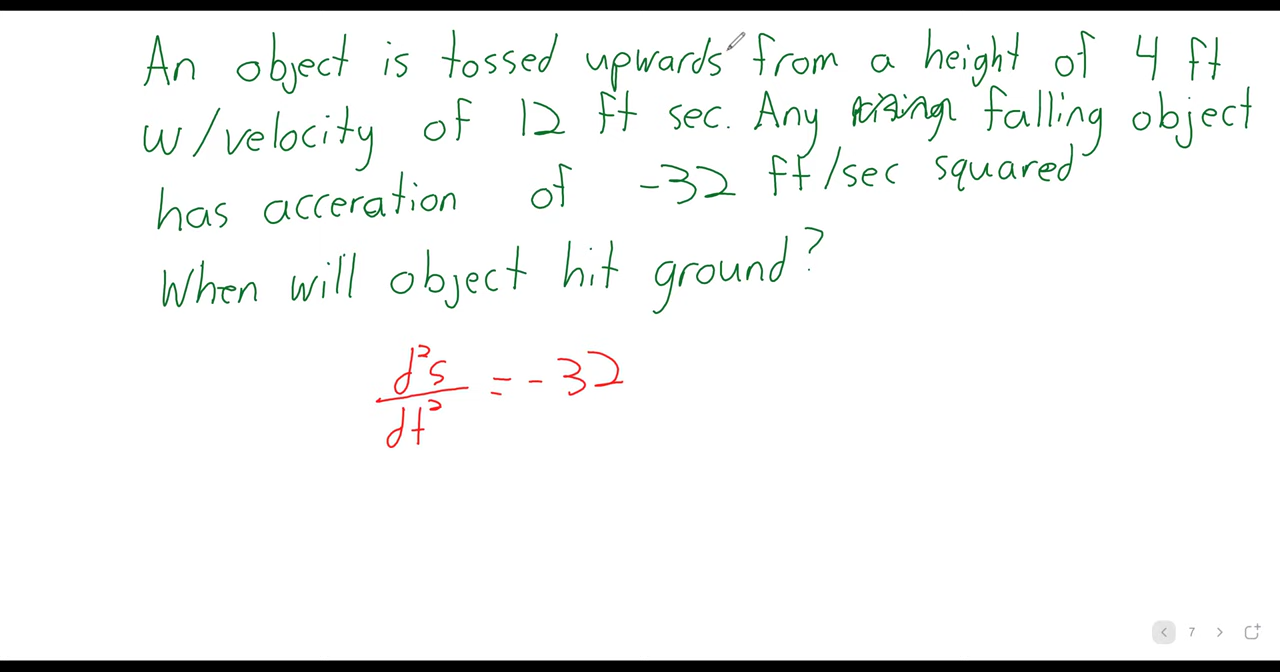 An object is tossed upwards from a height of 4 ft
w/velocity of 12 ft sec. Any falling object
has acceration of -32 ft/sec squared
When will object hit ground?
d²s
dt² = -32
7